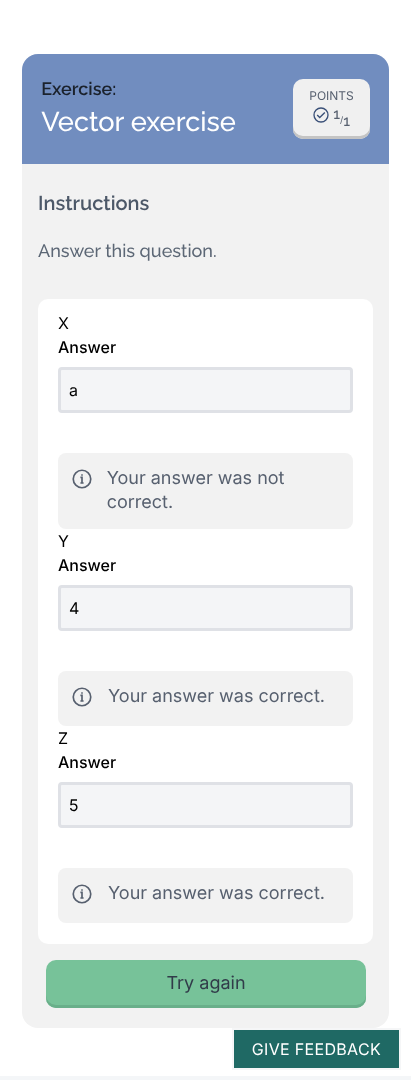 Exercise:
Vector exercise
POINTS
1/1
Instructions
Answer this question.
X
Answer
a
Your answer was not
correct.
Y
Answer
4
Your answer was correct.
Z
Answer
5
Your answer was correct.
Try again
GIVE FEEDBACK